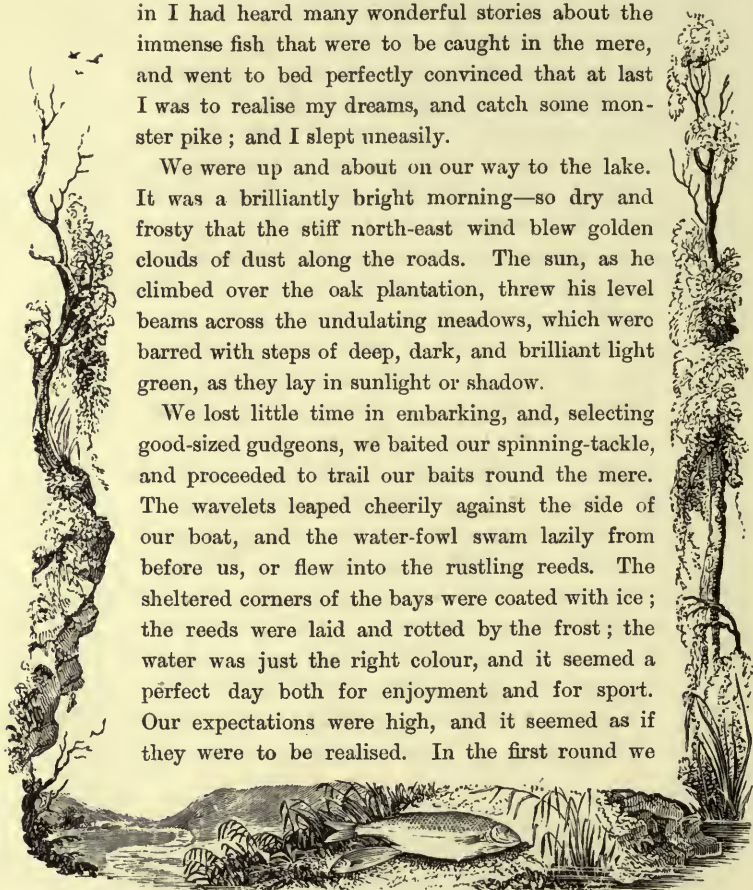 in I had heard many wonderful stories about the
immense fish that were to be caught in the mere,
and went to bed perfectly convinced that at last
I was to realise my dreams, and catch some mon-
ster pike ; and I slept uneasily.
We were up and about on our way to the lake.
It was a brilliantly bright morning—so dry and
frosty that the stiff north-east wind blew golden
clouds of dust along the roads. The sun, as he
climbed over the oak plantation, threw his level
beams across the undulating meadows, which were
barred with steps of deep, dark, and brilliant light
green, as they lay in sunlight or shadow.
We lost little time in embarking, and, selecting
good-sized gudgeons, we baited our spinning-tackle,
and proceeded to trail our baits round the mere.
The wavelets leaped cheerily against the side of
our boat, and the water-fowl swam lazily from
before us, or flew into the rustling reeds. The
sheltered corners of the bays were coated with ice ;
the reeds were laid and rotted by the frost ; the
water was just the right colour, and it seemed a
perfect day both for enjoyment and for sport.
Our expectations were high, and it seemed as if
they were to be realised. In the first round we